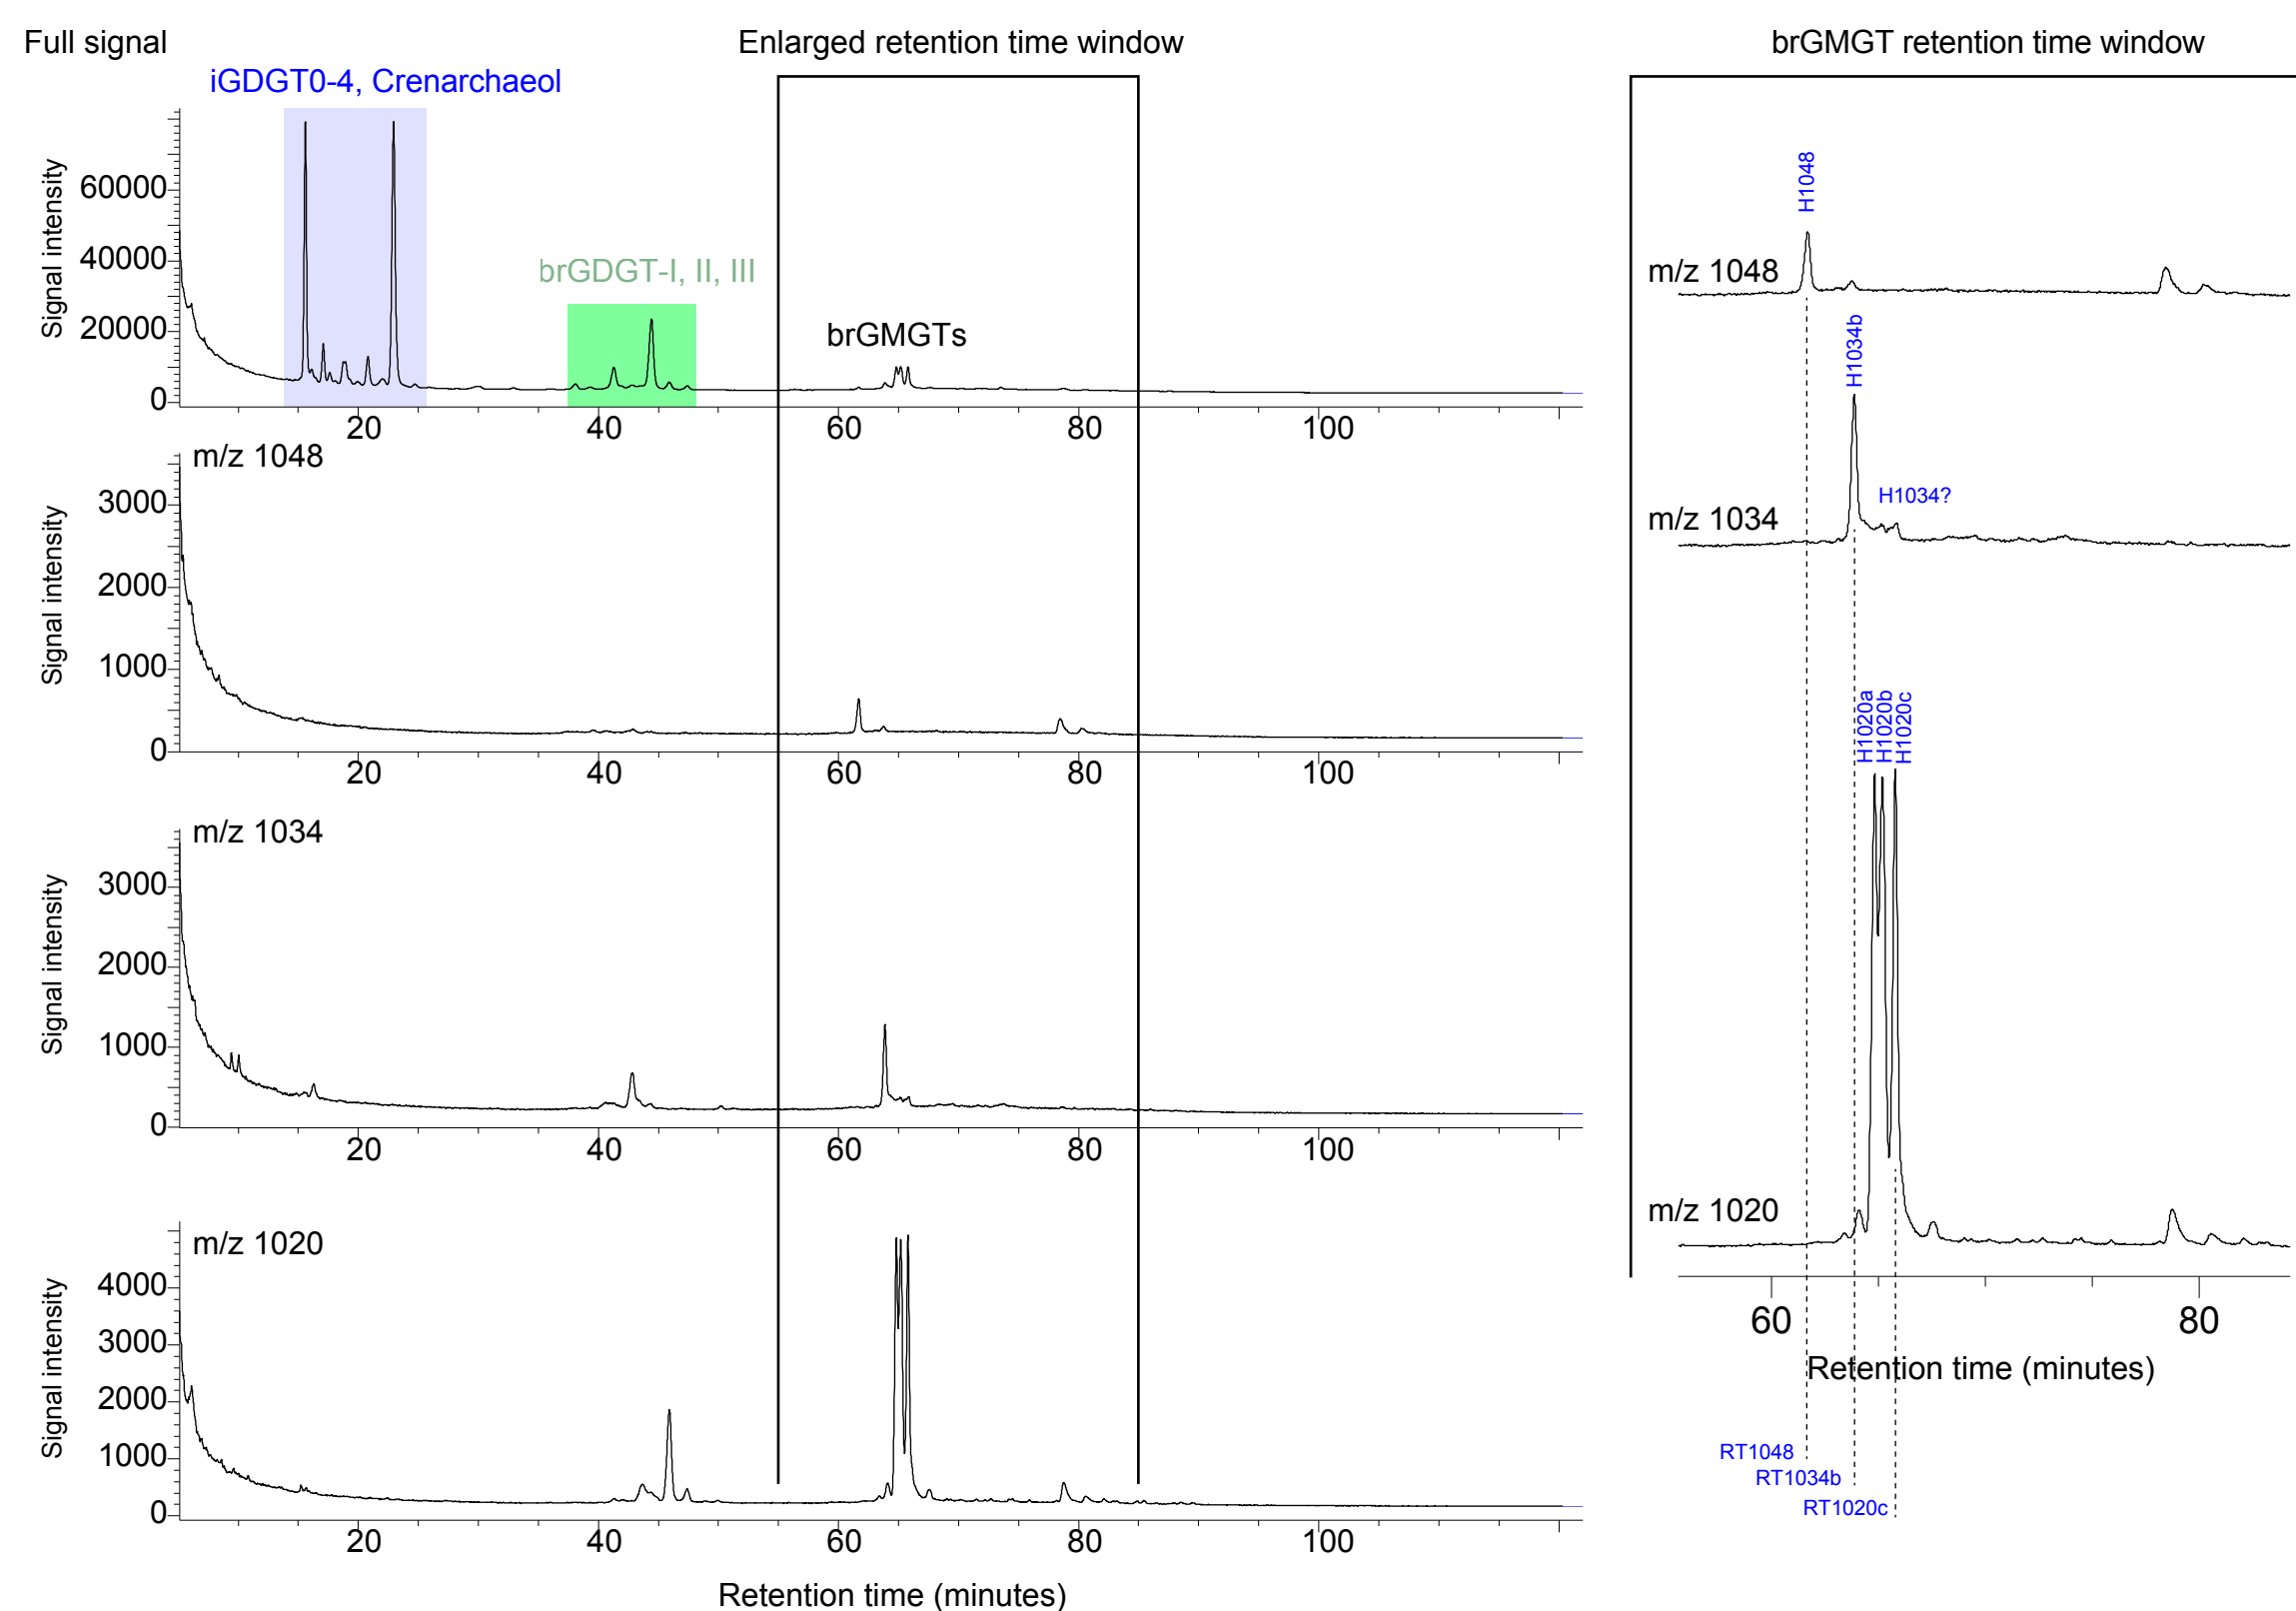 Full signal
Enlarged retention time window
brGMGT retention time window
iGDGT0-4, Crenarchaeol
brGDGT-I, II, III
brGMGTs
Signal intensity
60000
40000
20000
0
20
40
60
80
100
m/z 1048
Signal intensity
3000
2000
1000
0
20
40
60
80
100
m/z 1034
Signal intensity
3000
2000
1000
0
20
40
60
80
100
m/z 1020
Signal intensity
4000
3000
2000
1000
0
20
40
60
80
100
Retention time (minutes)
H1048
m/z 1048
H1034b
H1034?
m/z 1034
H1020a
H1020b
H1020c
m/z 1020
60
80
Retention time (minutes)
RT1048
RT1034b
RT1020c